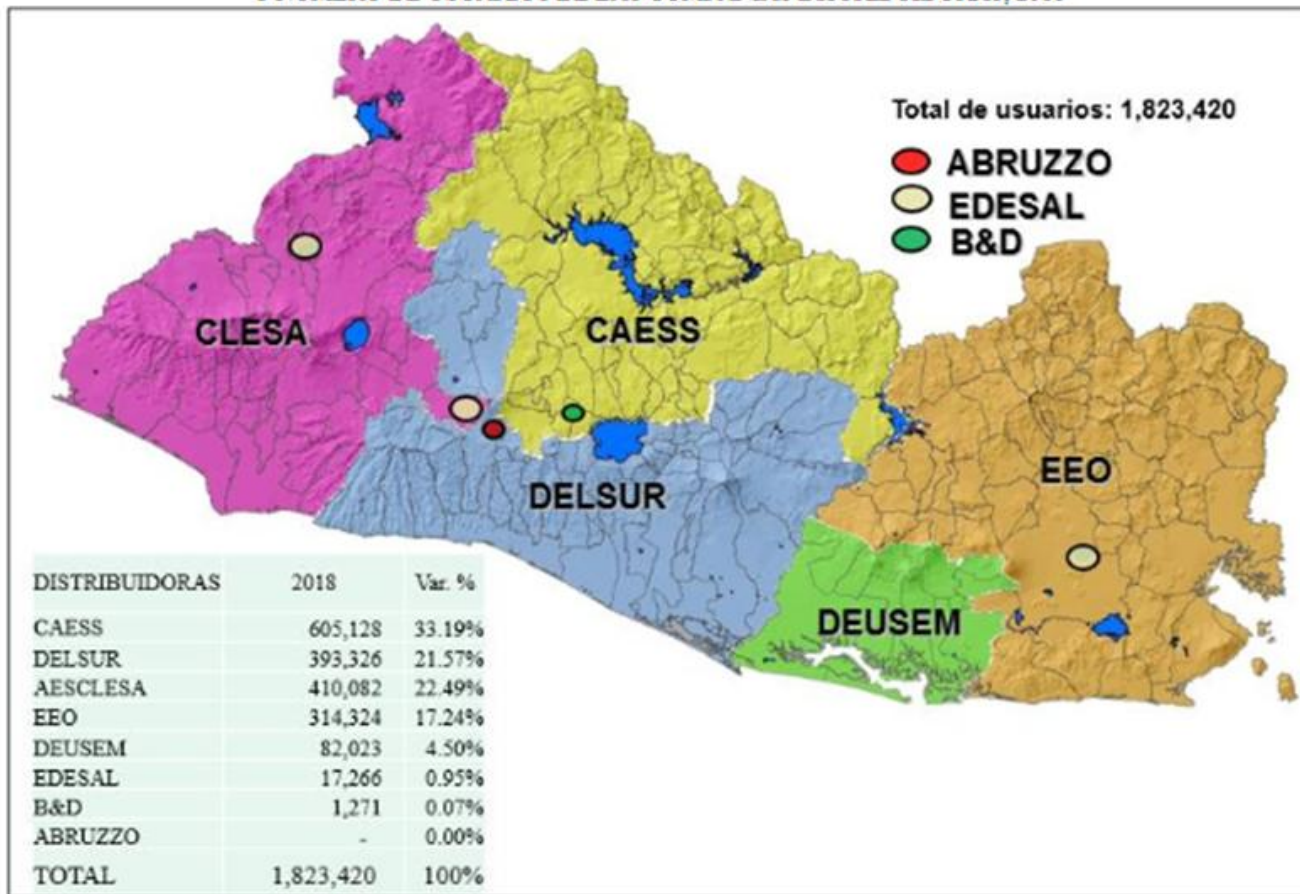 Total de usuarios: 1,823,420
ABRUZZO
EDESAL
B&D
CLESA
CAESS
DELSUR
EEO
DEUSEM
DISTRIBUIDORAS 2018 Var. %
CAESS 605,128 33.19%
DELSUR 393,326 21.57%
AESCLESA 410,082 22.49%
EEO 314,324 17.24%
DEUSEM 82,023 4.50%
EDESAL 17,266 0.95%
B&D 1,271 0.07%
ABRUZZO - 0.00%
TOTAL 1,823,420 100%